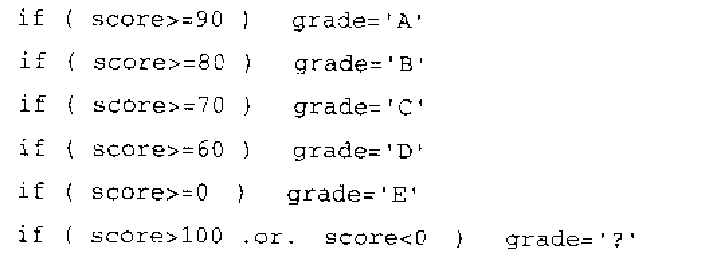 if ( score>=90 ) grade='A'
if ( score>=80 ) grade='B'
if ( score>=70 ) grade='C'
if ( score>=60 ) grade='D'
if ( score>=0 ) grade='E'
if ( score>100 .or. score<0 ) grade='?'